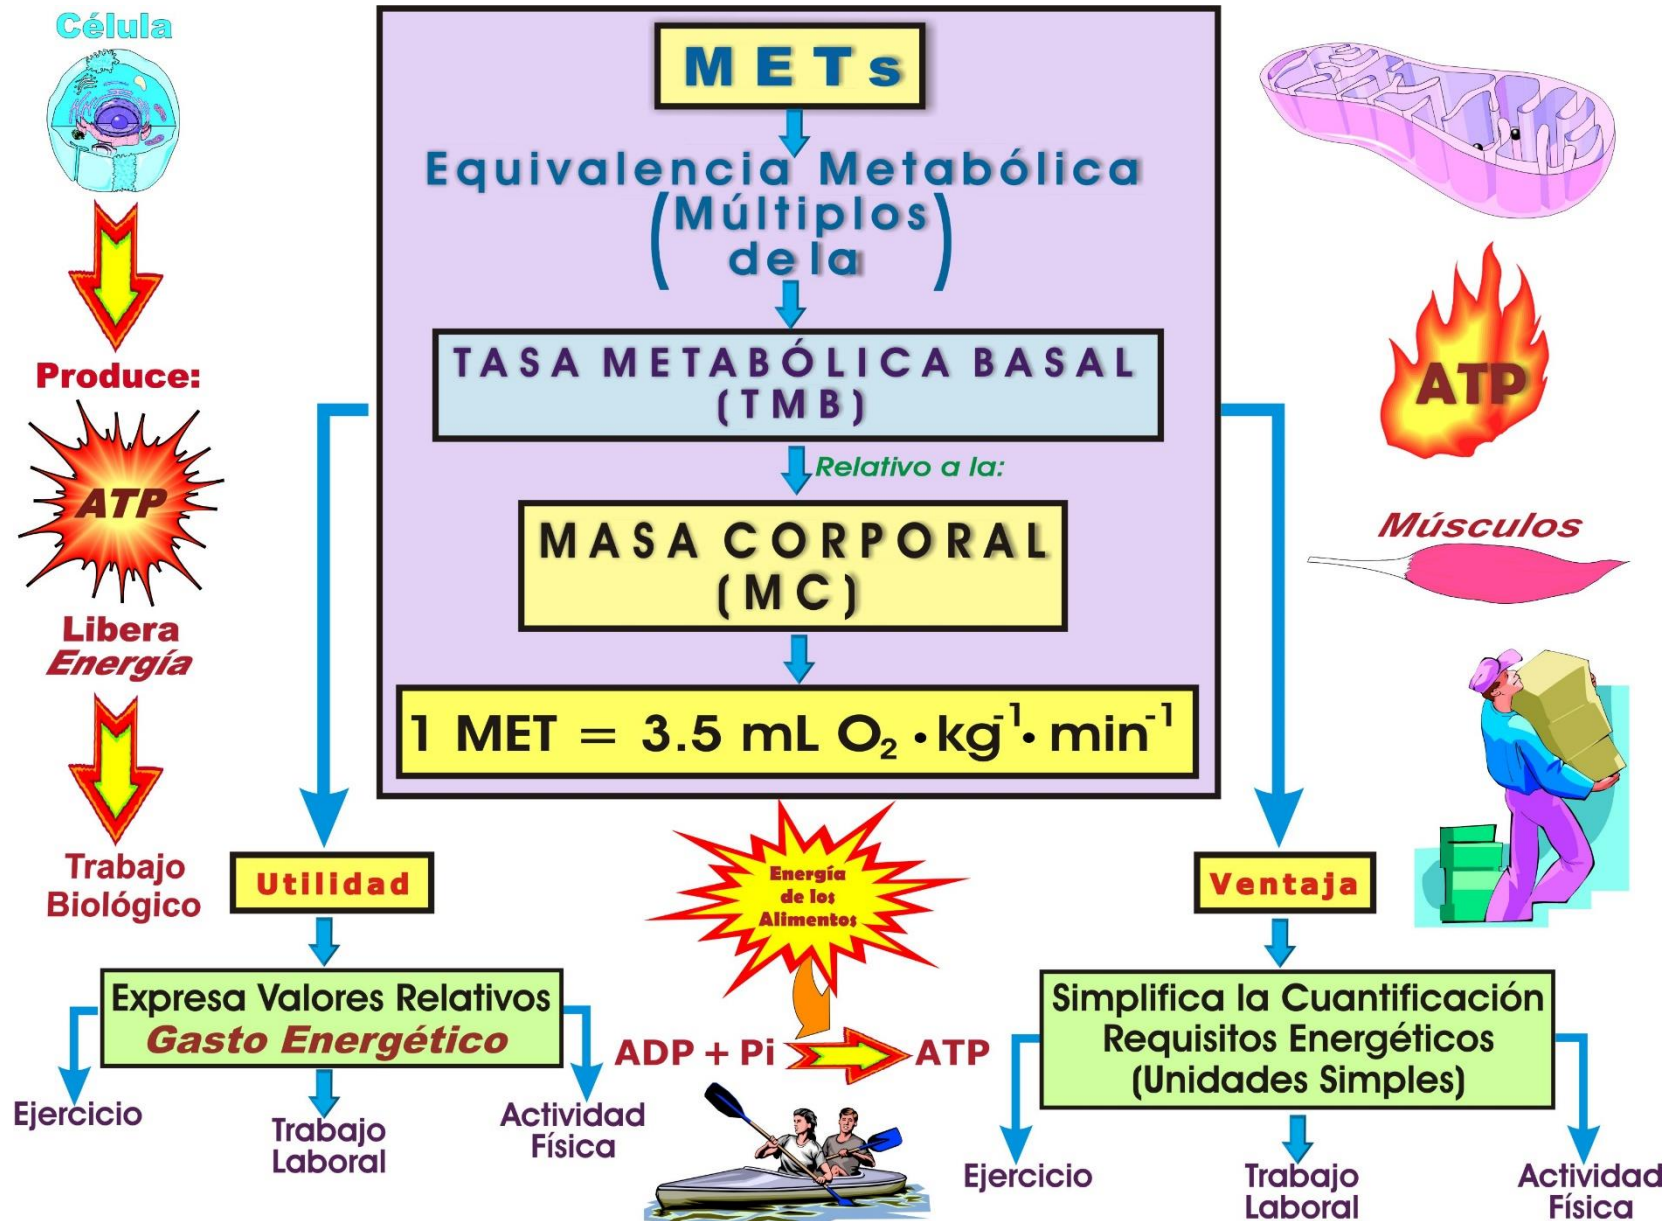 Célula
Produce:
ATP
Libera
Energía
Trabajo
Biológico
METs
Equivalencia Metabólica
(Múltiplos
de la)
TASA METABÓLICA BASAL
(TMB)
Relativo a la:
MASA CORPORAL
(MC)
1 MET = 3.5 mL O₂ · kg⁻¹ · min⁻¹
ATP
Músculos
Utilidad
Expresa Valores Relativos
Gasto Energético
Ejercicio
Trabajo
Laboral
Actividad
Física
Energía
de los
Alimentos
ADP + Pi ATP
Ventaja
Simplifica la Cuantificación
Requisitos Energéticos
(Unidades Simples)
Ejercicio
Trabajo
Laboral
Actividad
Física